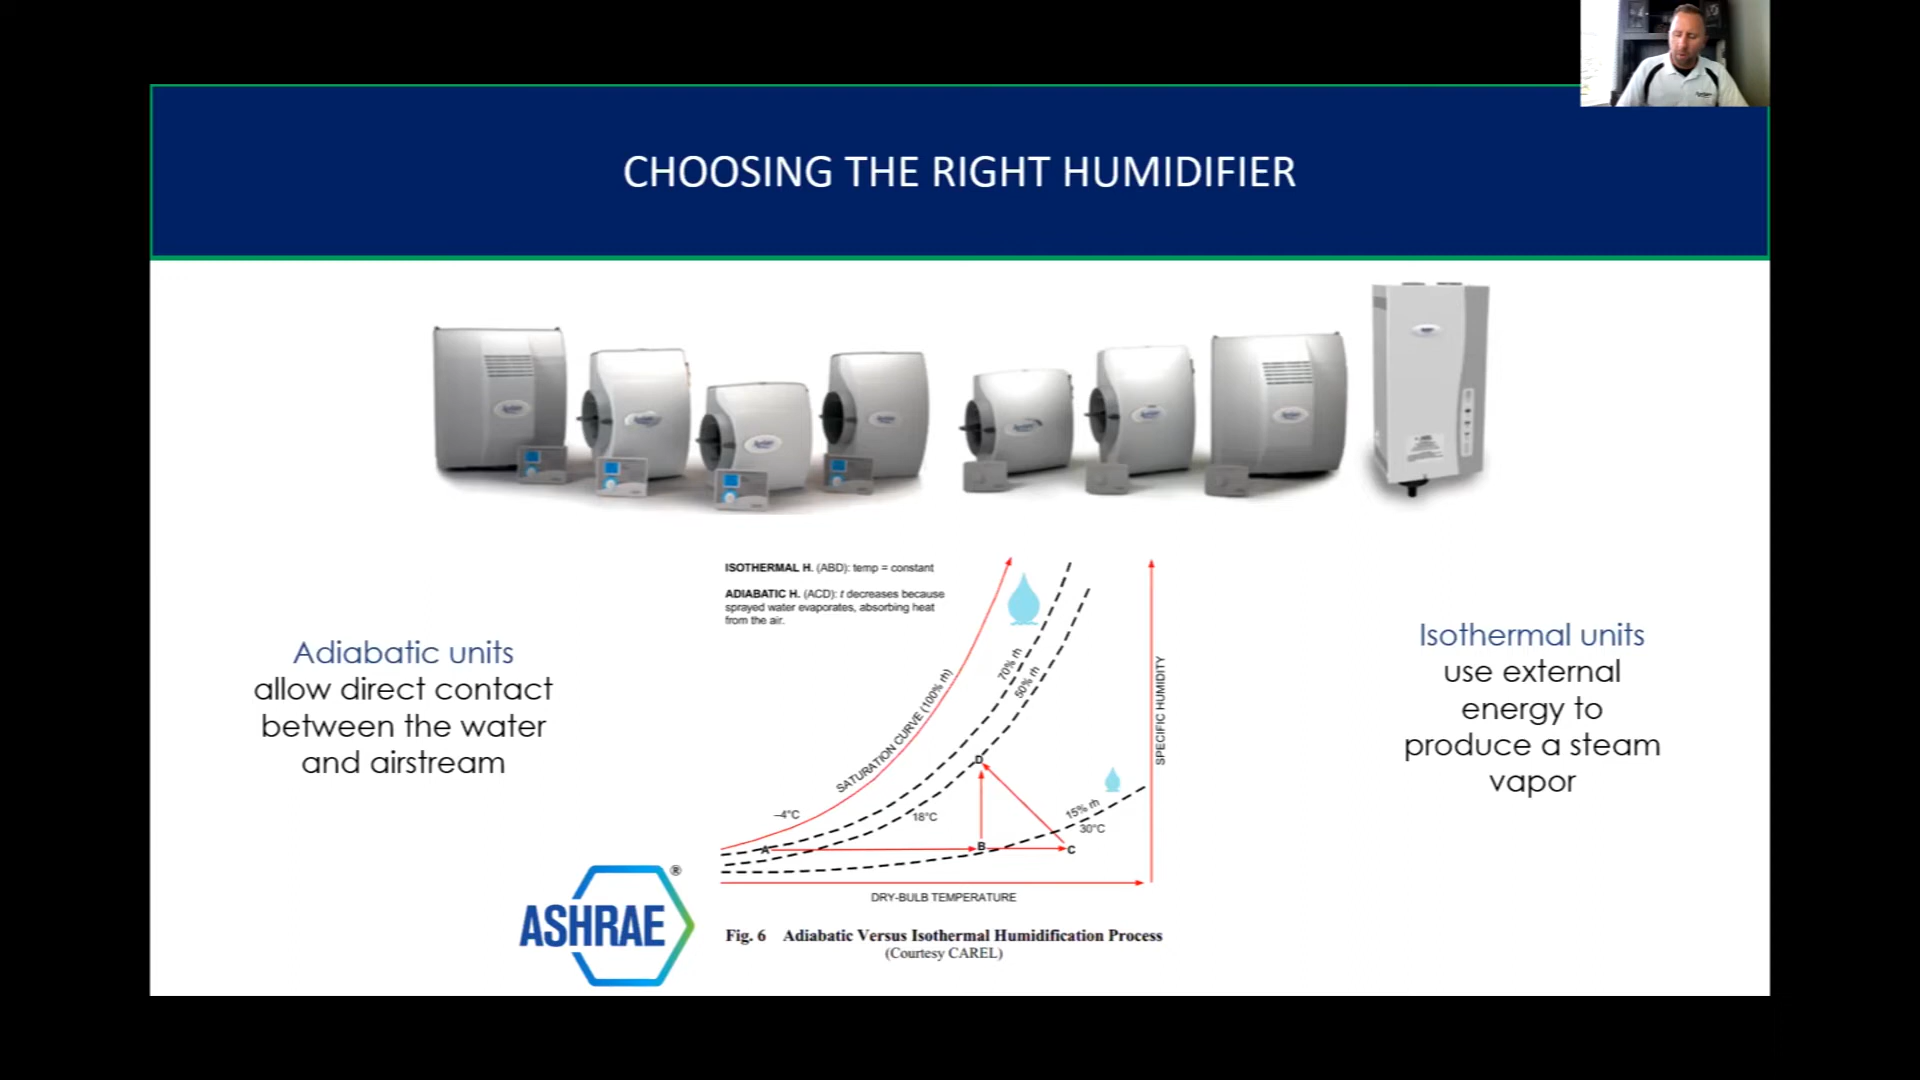 CHOOSING THE RIGHT HUMIDIFIER
ISOTHERMAL H. (ABD): temp = constant
ADIABATIC H. (ACD): t decreases because
sprayed water evaporates, absorbing heat
from the air.
Adiabatic units
allow direct contact
between the water
and airstream
Isothermal units
use external
energy to
produce a steam
vapor
SATURATION CURVE (100% rh)
70% rh
50% rh
15% rh
–4°C
18°C
30°C
A
B
C
D
SPECIFIC HUMIDITY
DRY-BULB TEMPERATURE
ASHRAE®
Fig. 6 Adiabatic Versus Isothermal Humidification Process
(Courtesy CAREL)